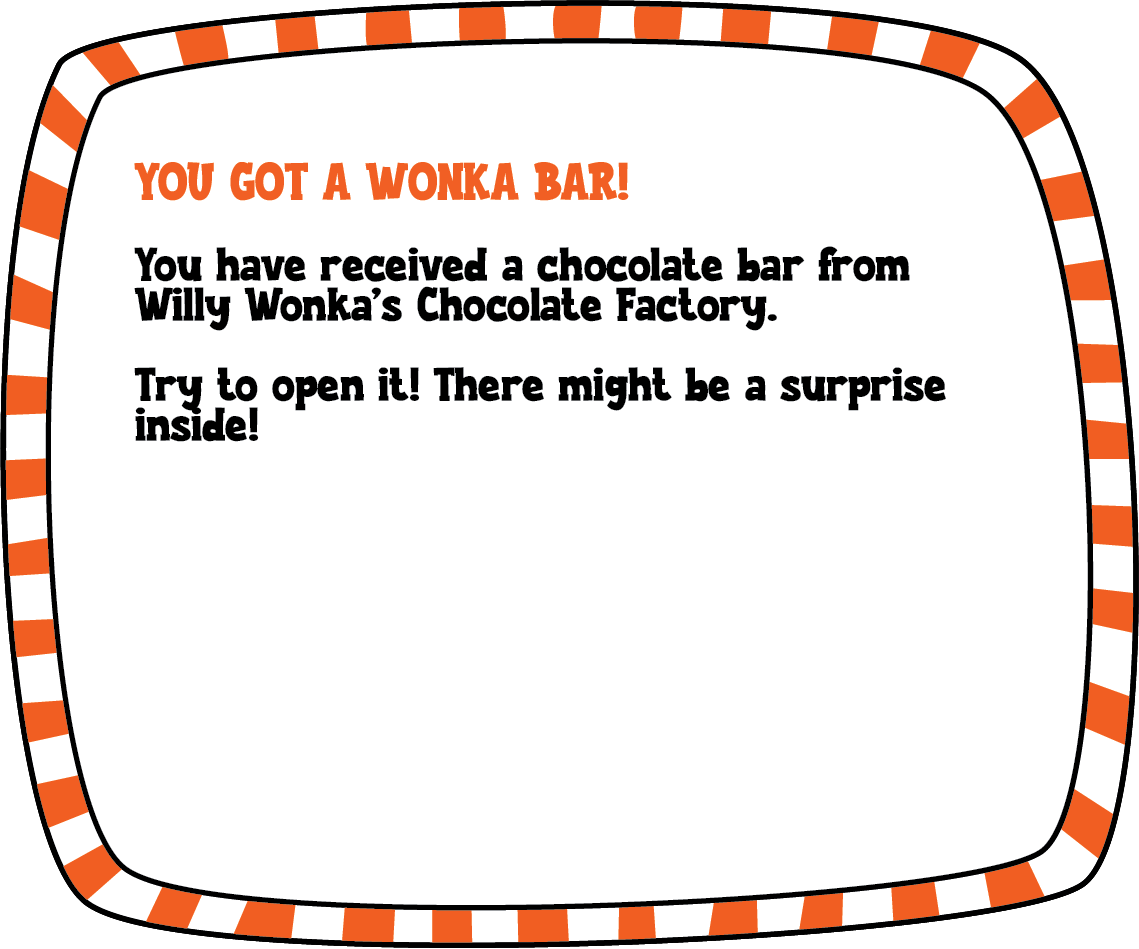 YOU GOT A WONKA BAR!
You have received a chocolate bar from
Willy Wonka’s Chocolate Factory.
Try to open it! There might be a surprise
inside!